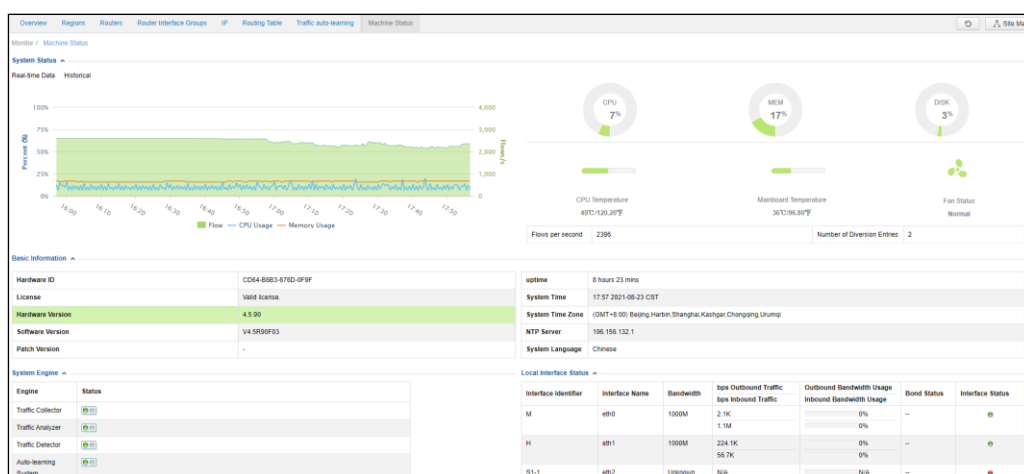 Overview Regions Routers Router Interface Groups IP Routing Table Traffic auto-learning Machine Status Site Ma
Monitor / Machine Status
System Status
Real-time Data Historical
100% 4,000
75% 3,000
50% 2,000
25% 1,000
0% 0
Percent (%)
Flows/s
16:00 16:10 16:20 16:30 16:40 16:50 17:00 17:10 17:20 17:30 17:40 17:50
Flow CPU Usage Memory Usage
CPU
7%
MEM
17%
DISK
3%
CPU Temperature
49°C/120.20°F
Mainboard Temperature
36°C/96.80°F
Fan Status
Normal
Flows per second 2396 Number of Diversion Entries 2
Basic Information
Hardware ID CD64-B6B3-676D-0F9F
License Valid license.
Hardware Version 4.5.90
Software Version V4.5R90F03
Patch Version -
uptime 8 hours 23 mins
System Time 17:57 2021-08-23 CST
System Time Zone (GMT+8:00) Beijing,Harbin,Shanghai,Kashgar,Chongqing,Urumqi
NTP Server 196.156.132.1
System Language Chinese
System Engine
Engine Status
Traffic Collector
Traffic Analyzer
Traffic Detector
Auto-learning
System
Local Interface Status
Interface Identifier Interface Name Bandwidth bps Outbound Traffic Outbound Bandwidth Usage Bond Status Interface Status
bps Inbound Traffic Inbound Bandwidth Usage
M eth0 1000M 2.1K 0% --
1.1M 0%
H eth1 1000M 224.1K 0% --
56.7K 0%
S1-1 eth2 Unknown N/A N/A --